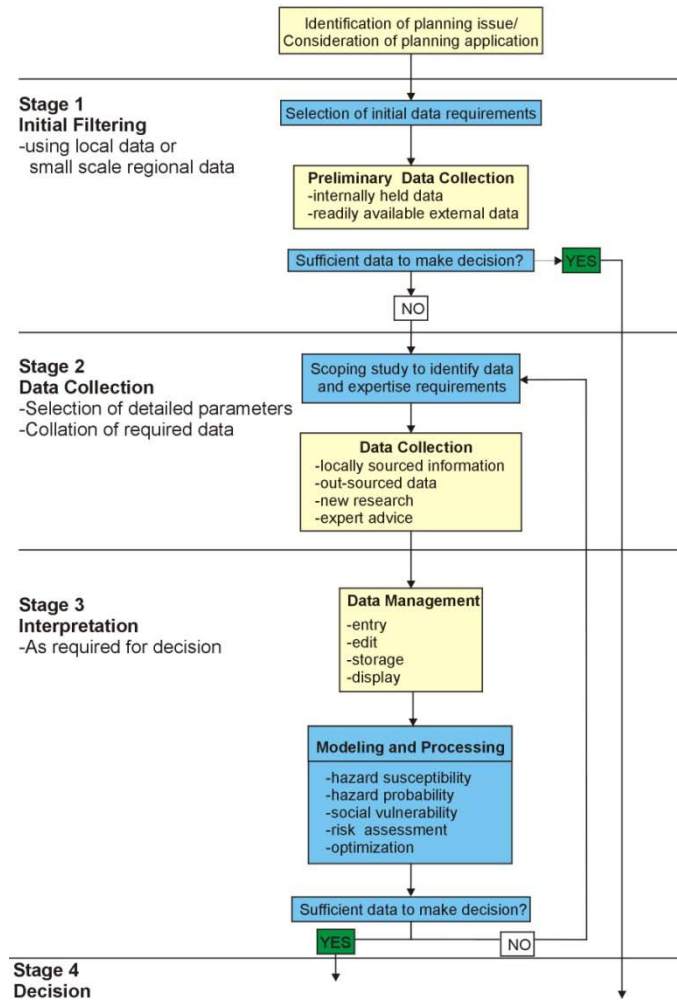 Identification of planning issue/
Consideration of planning application
Stage 1
Initial Filtering
-using local data or
small scale regional data
Selection of initial data requirements
Preliminary Data Collection
-internally held data
-readily available external data
Sufficient data to make decision?
YES
NO
Stage 2
Data Collection
-Selection of detailed parameters
-Collation of required data
Scoping study to identify data
and expertise requirements
Data Collection
-locally sourced information
-out-sourced data
-new research
-expert advice
Stage 3
Interpretation
-As required for decision
Data Management
-entry
-edit
-storage
-display
Modeling and Processing
-hazard susceptibility
-hazard probability
-social vulnerability
-risk assessment
-optimization
Sufficient data to make decision?
YES
NO
Stage 4
Decision